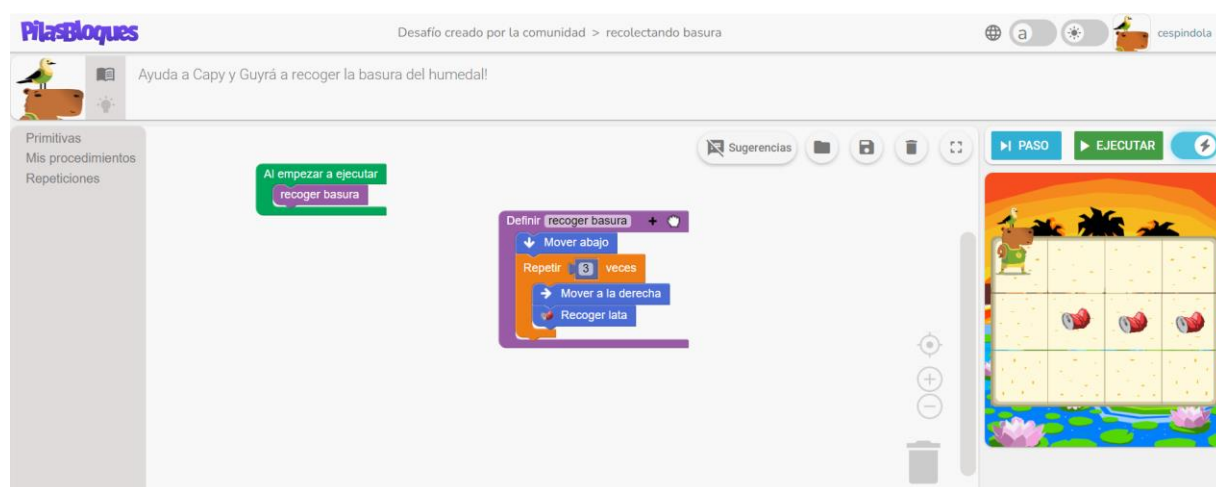 PilasBloques
Desafío creado por la comunidad > recolectando basura
a
cespindola
Ayuda a Capy y Guyrá a recoger la basura del humedal!
Primitivas
Mis procedimientos
Repeticiones
Sugerencias
PASO
EJECUTAR
Al empezar a ejecutar
recoger basura
Definir recoger basura +
Mover abajo
Repetir 3 veces
Mover a la derecha
Recoger lata